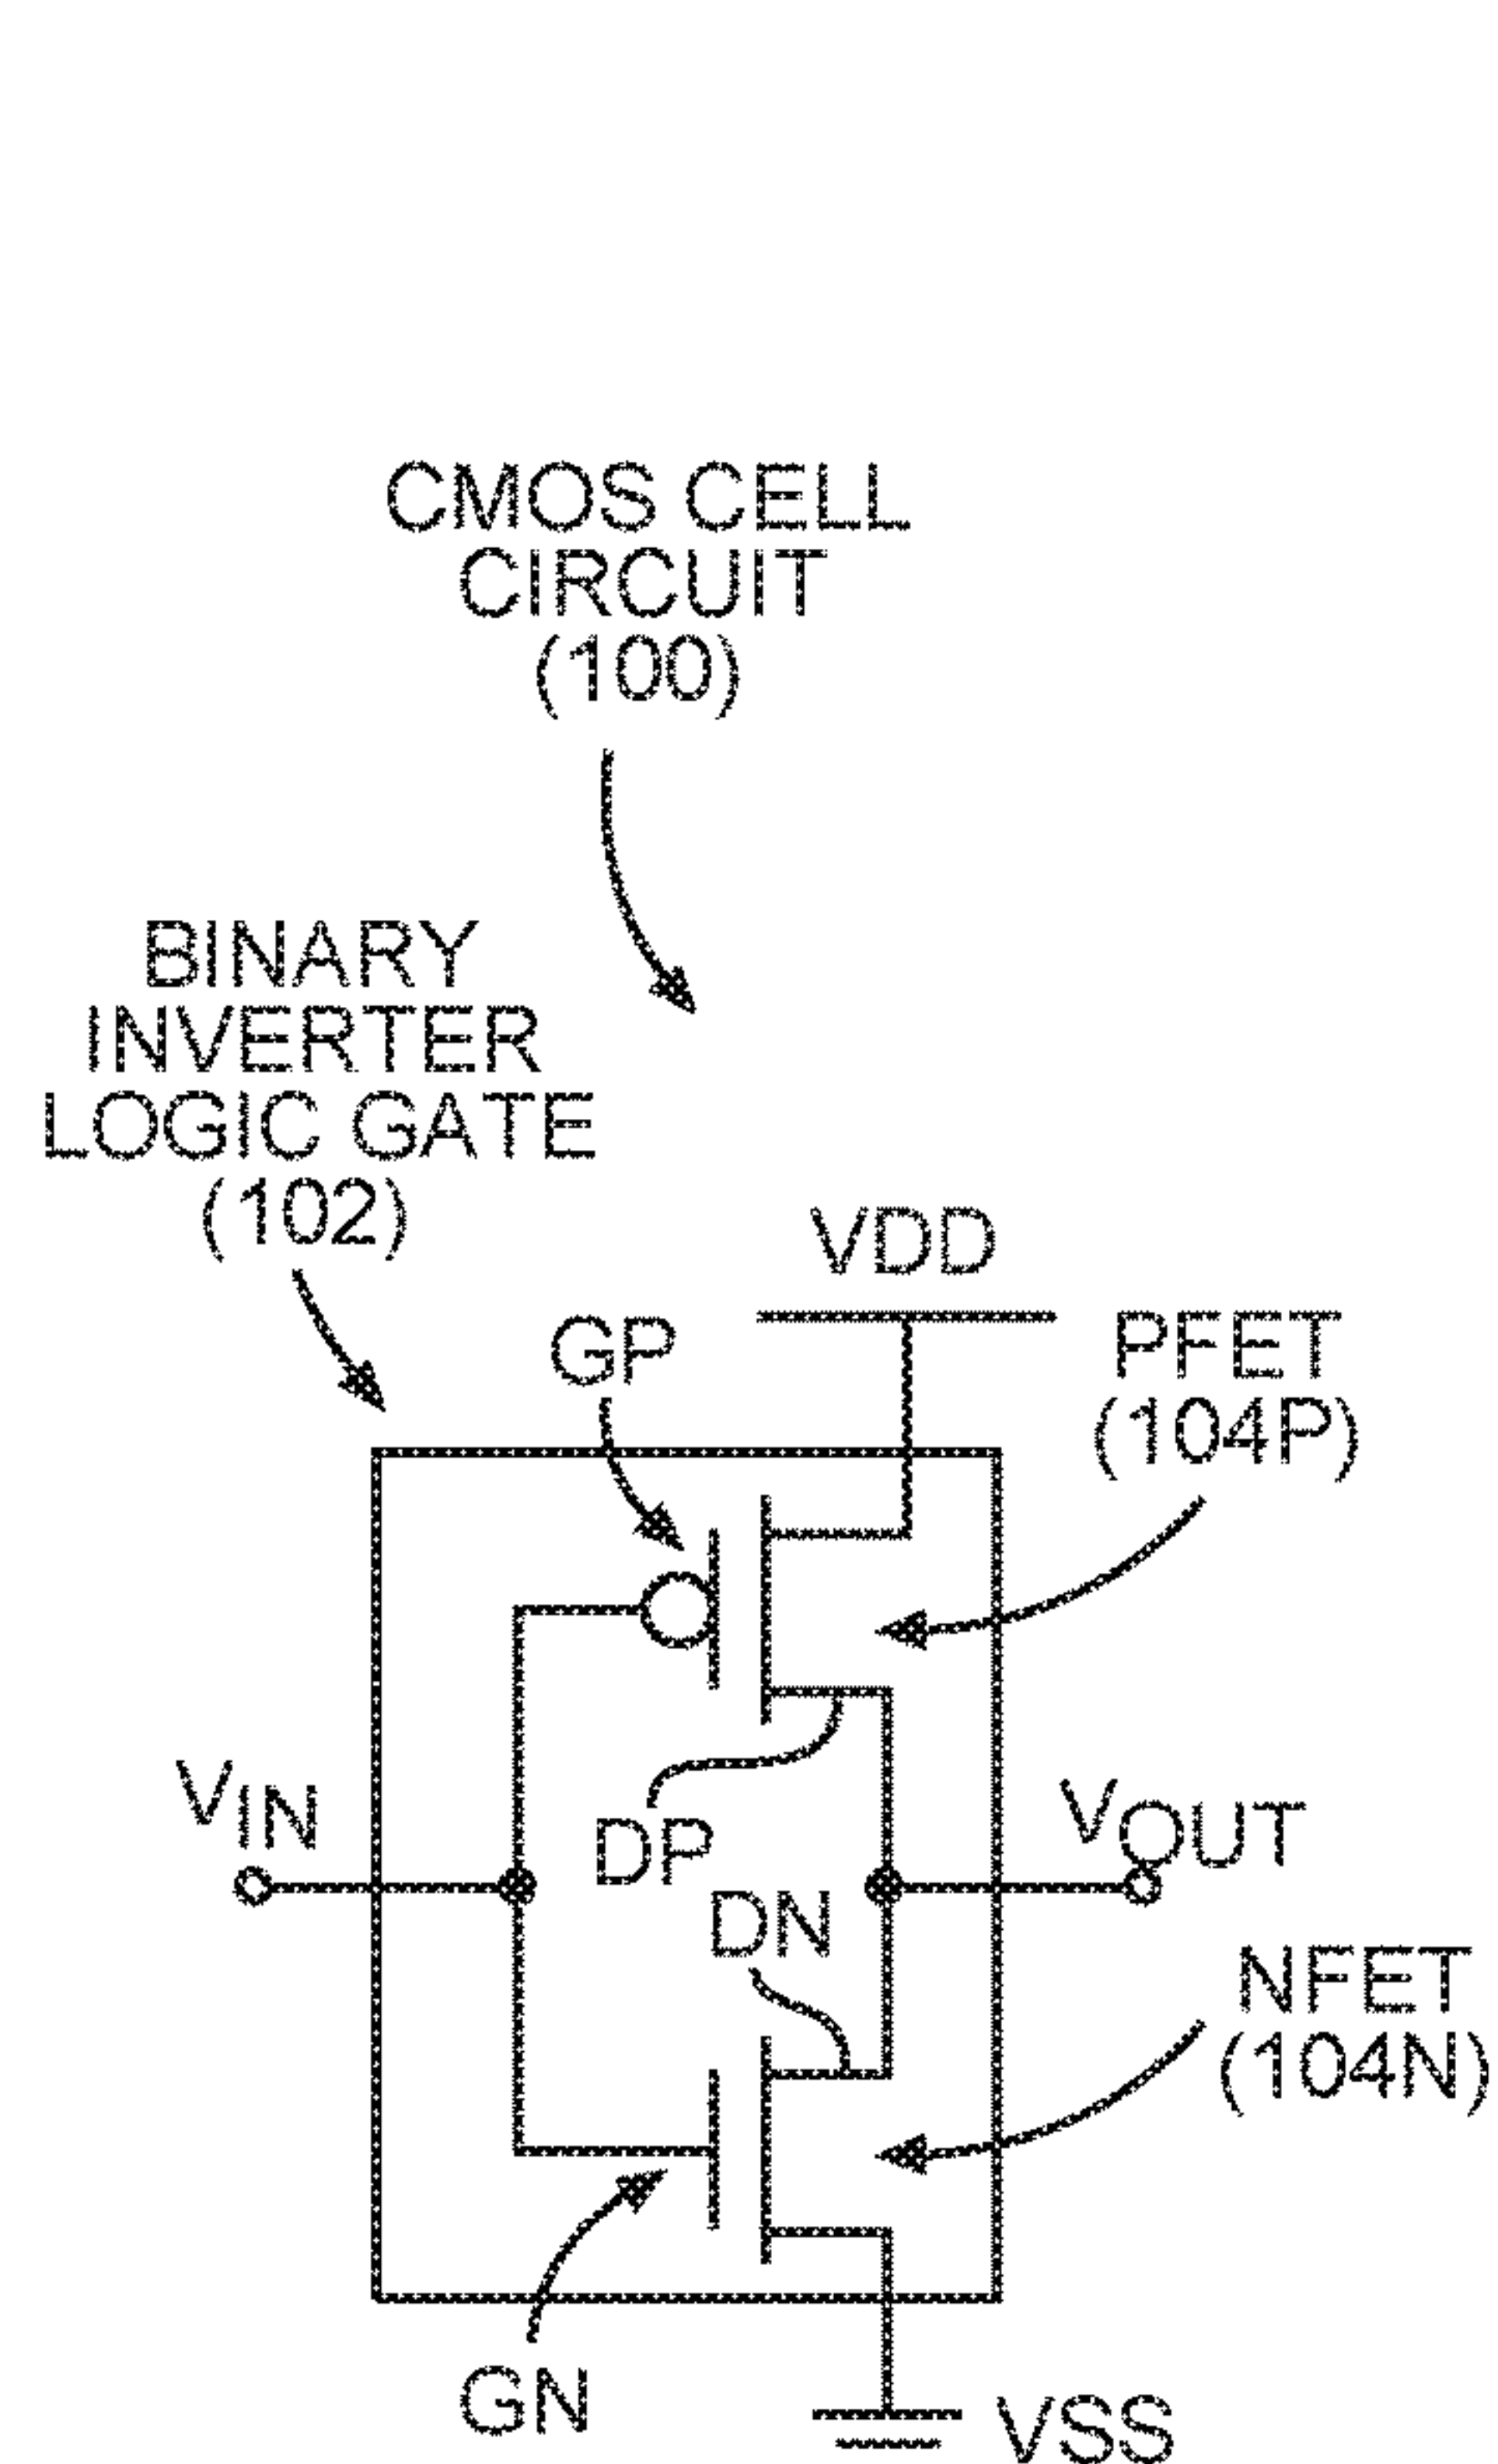 CMOS CELL
CIRCUIT
(100)
BINARY
INVERTER
LOGIC GATE
(102)
VDD
GP
PFET
(104P)
VIN
DP
VOUT
DN
NFET
(104N)
GN
VSS